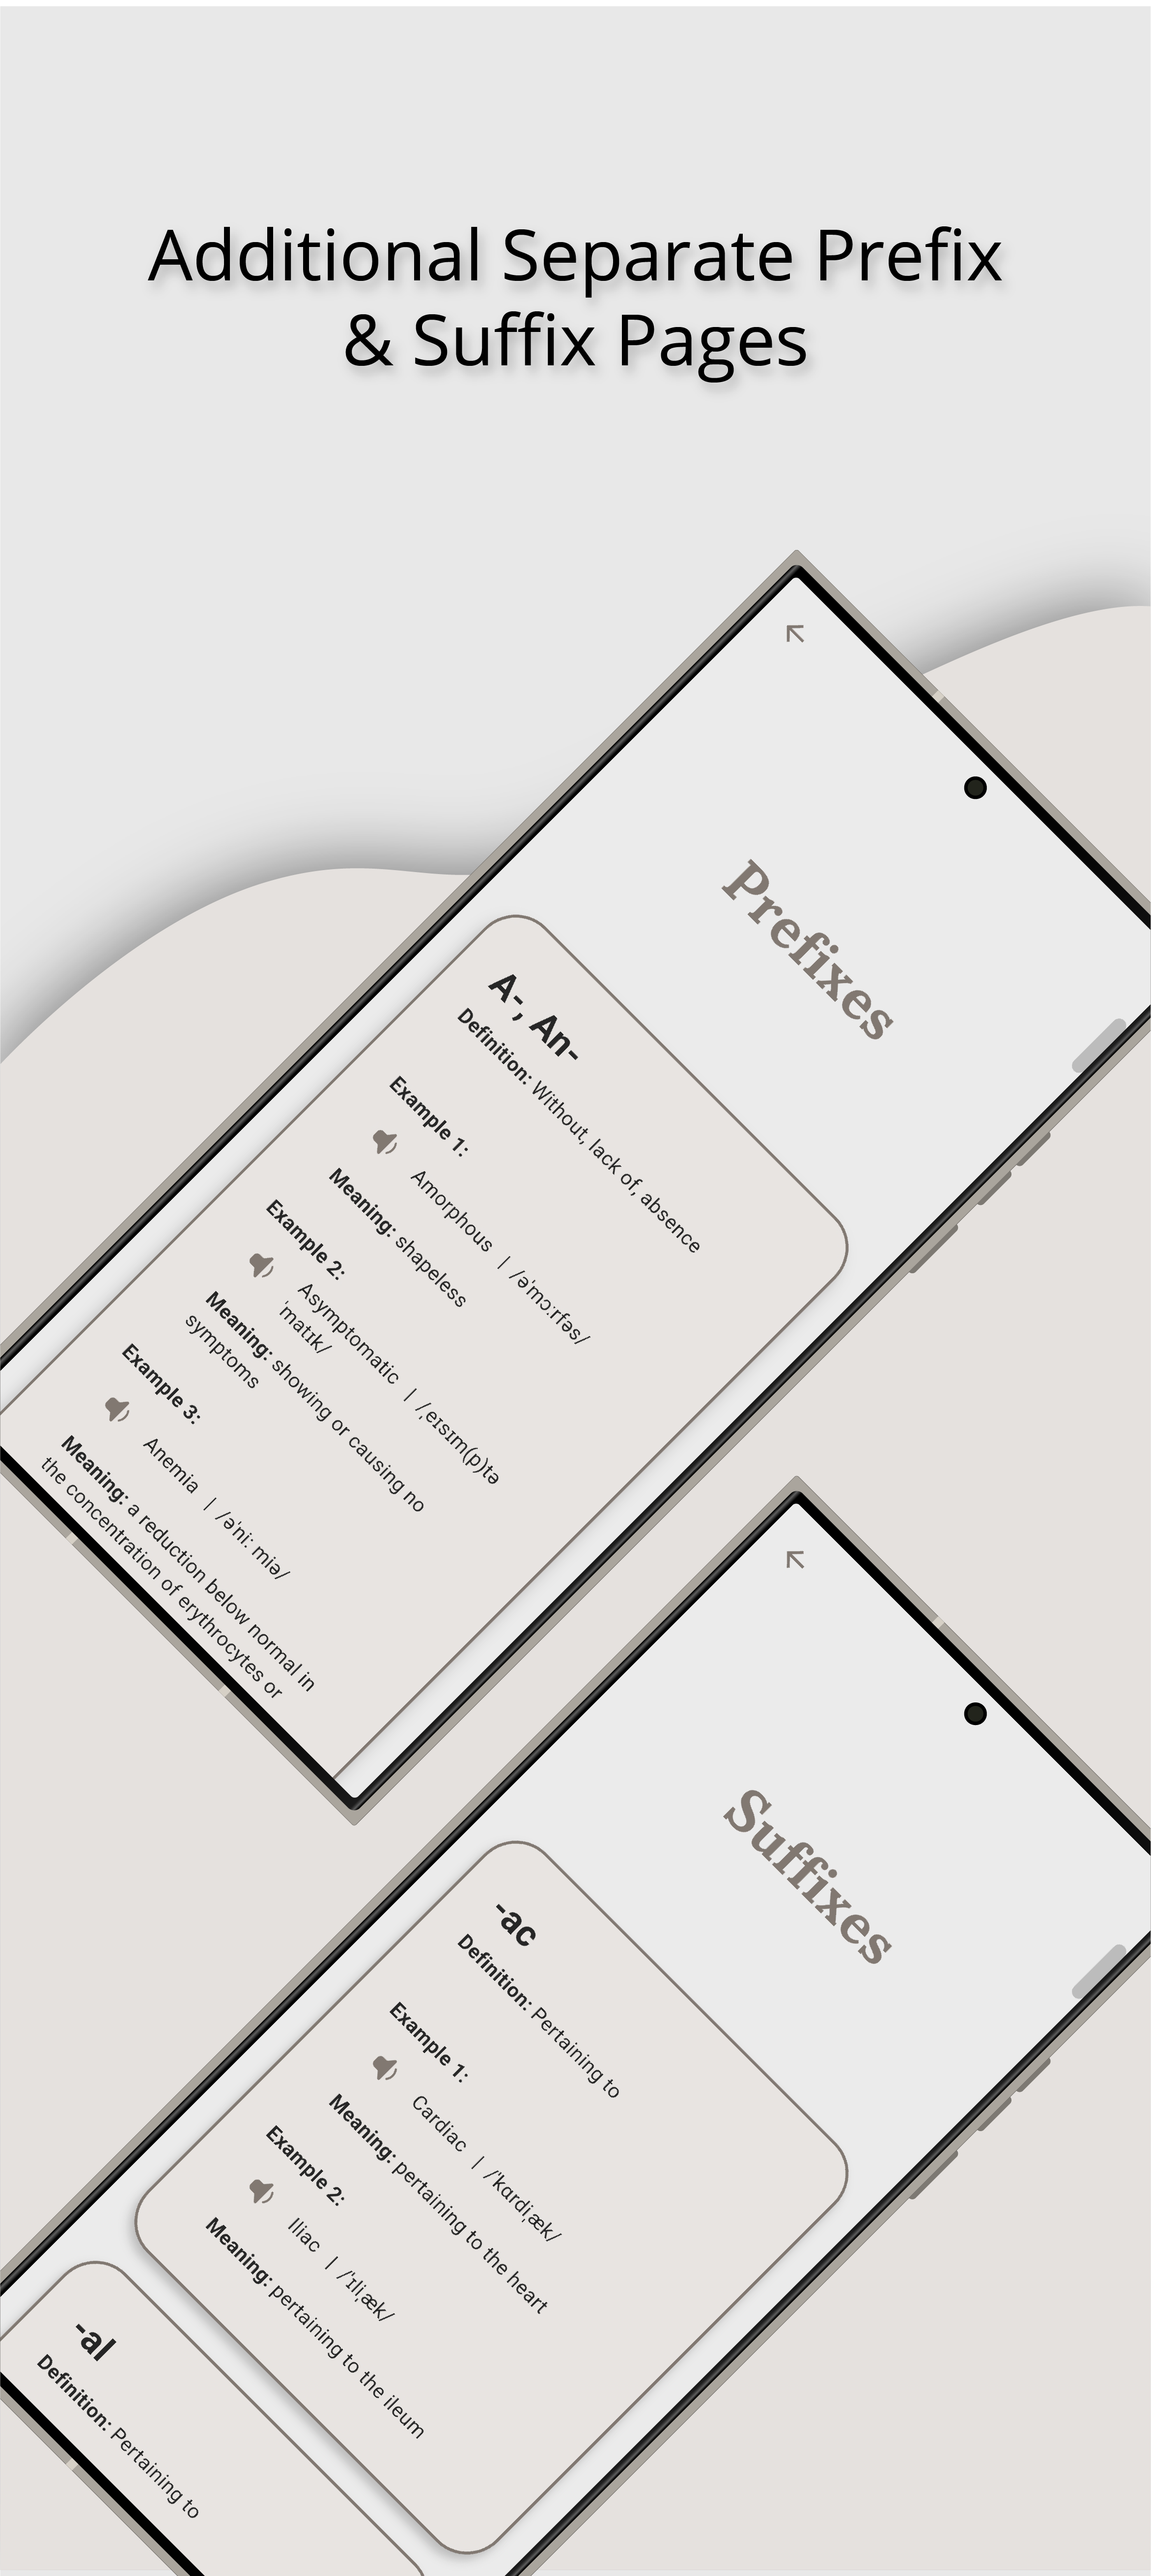 Additional Separate Prefix
& Suffix Pages
Prefixes
A-, An-
Definition: Without, lack of, absence
Example 1:
Amorphous | /əˈmɔːrfəs/
Meaning: shapeless
Example 2:
Asymptomatic | /ˌeɪsɪm(p)tə
ˈmatɪk/
Meaning: showing or causing no
symptoms
Example 3:
Anemia | /əˈniː miə/
Meaning: a reduction below normal in
the concentration of erythrocytes or
Suffixes
-ac
Definition: Pertaining to
Example 1:
Cardiac | /ˈkɑrdiˌæk/
Meaning: pertaining to the heart
Example 2:
Iliac | /ˈɪliˌæk/
Meaning: pertaining to the ileum
-al
Definition: Pertaining to